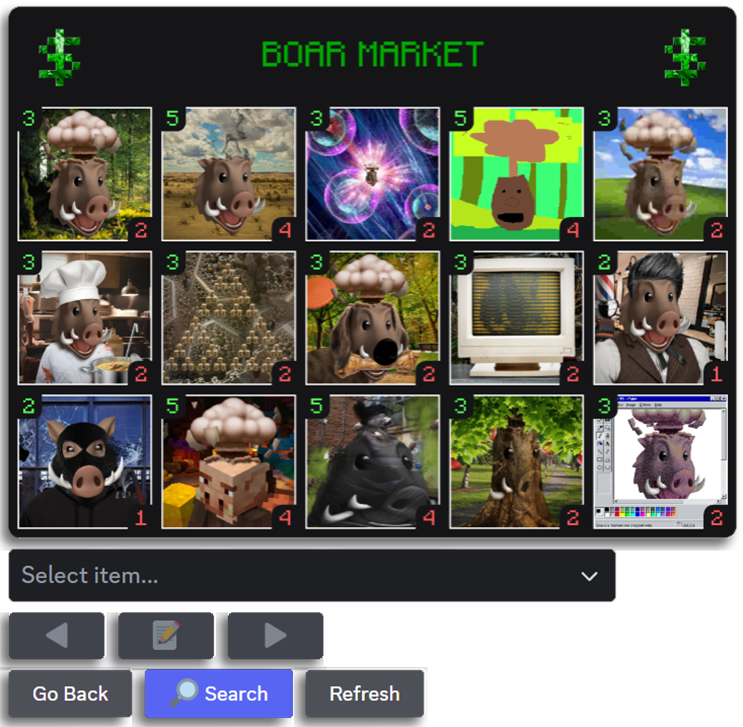 BOAR MARKET
3 5 3 5 3
2 4 2 4 2
3 3 3 3 2
2 2 2 2 1
2 5 5 3 3
1 4 4 2 2
Select item...
Go Back Search Refresh